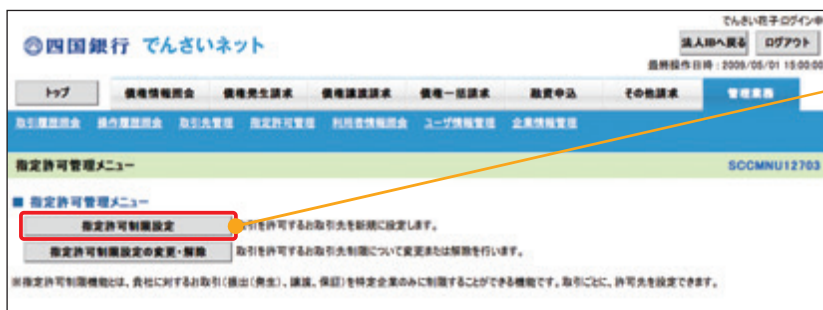 でんさい花子:ログイン中
四国銀行 でんさいネット
法人IBへ戻る ログアウト
最終操作日時:2009/05/01 15:00:00
トップ 債権情報照会 債権発生請求 債権譲渡請求 債権一括請求 融資申込 その他請求 管理業務
取引履歴照会 操作履歴照会 取引先管理 指定許可管理 利用者情報照会 ユーザ情報管理 企業情報管理
指定許可管理メニュー SCCMNU12703
■ 指定許可管理メニュー
指定許可制限設定 取引を許可するお取引先を新規に設定します。
指定許可制限設定の変更・解除 取引を許可するお取引先制限について変更または解除を行います。
※指定許可制限機能とは、貴社に対するお取引(振出(発生)、譲渡、保証)を特定企業のみに制限することができる機能です。取引ごとに、許可先を設定できます。